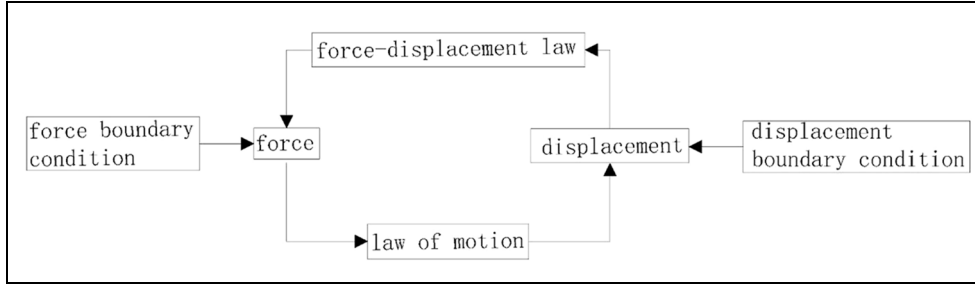 force-displacement law
force boundary
condition
force
displacement
displacement
boundary condition
law of motion